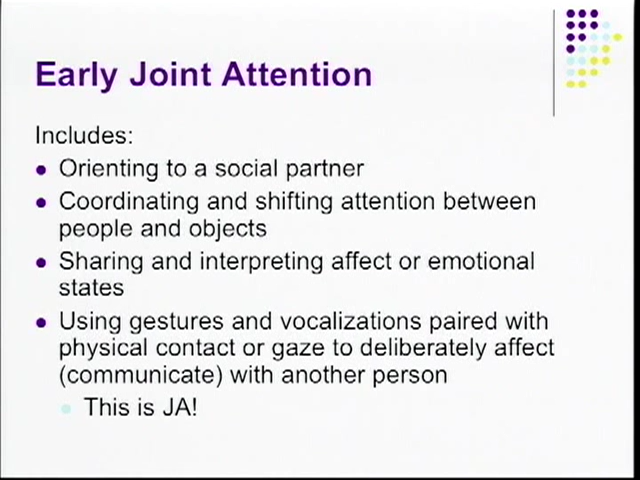 Early Joint Attention
Includes:
Orienting to a social partner
Coordinating and shifting attention between
people and objects
Sharing and interpreting affect or emotional
states
Using gestures and vocalizations paired with
physical contact or gaze to deliberately affect
(communicate) with another person
This is JA!